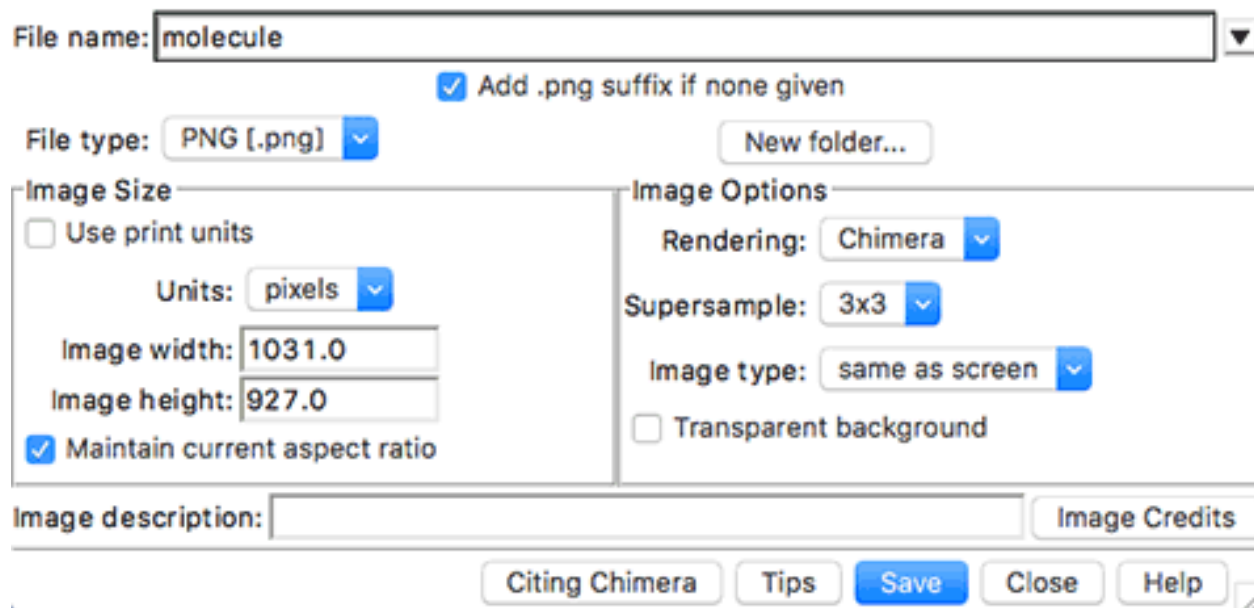 File name: molecule
Add .png suffix if none given
File type: PNG [.png] New folder...
Image Size
Use print units
Units: pixels
Image width: 1031.0
Image height: 927.0
Maintain current aspect ratio
Image Options
Rendering: Chimera
Supersample: 3x3
Image type: same as screen
Transparent background
Image description: Image Credits
Citing Chimera Tips Save Close Help